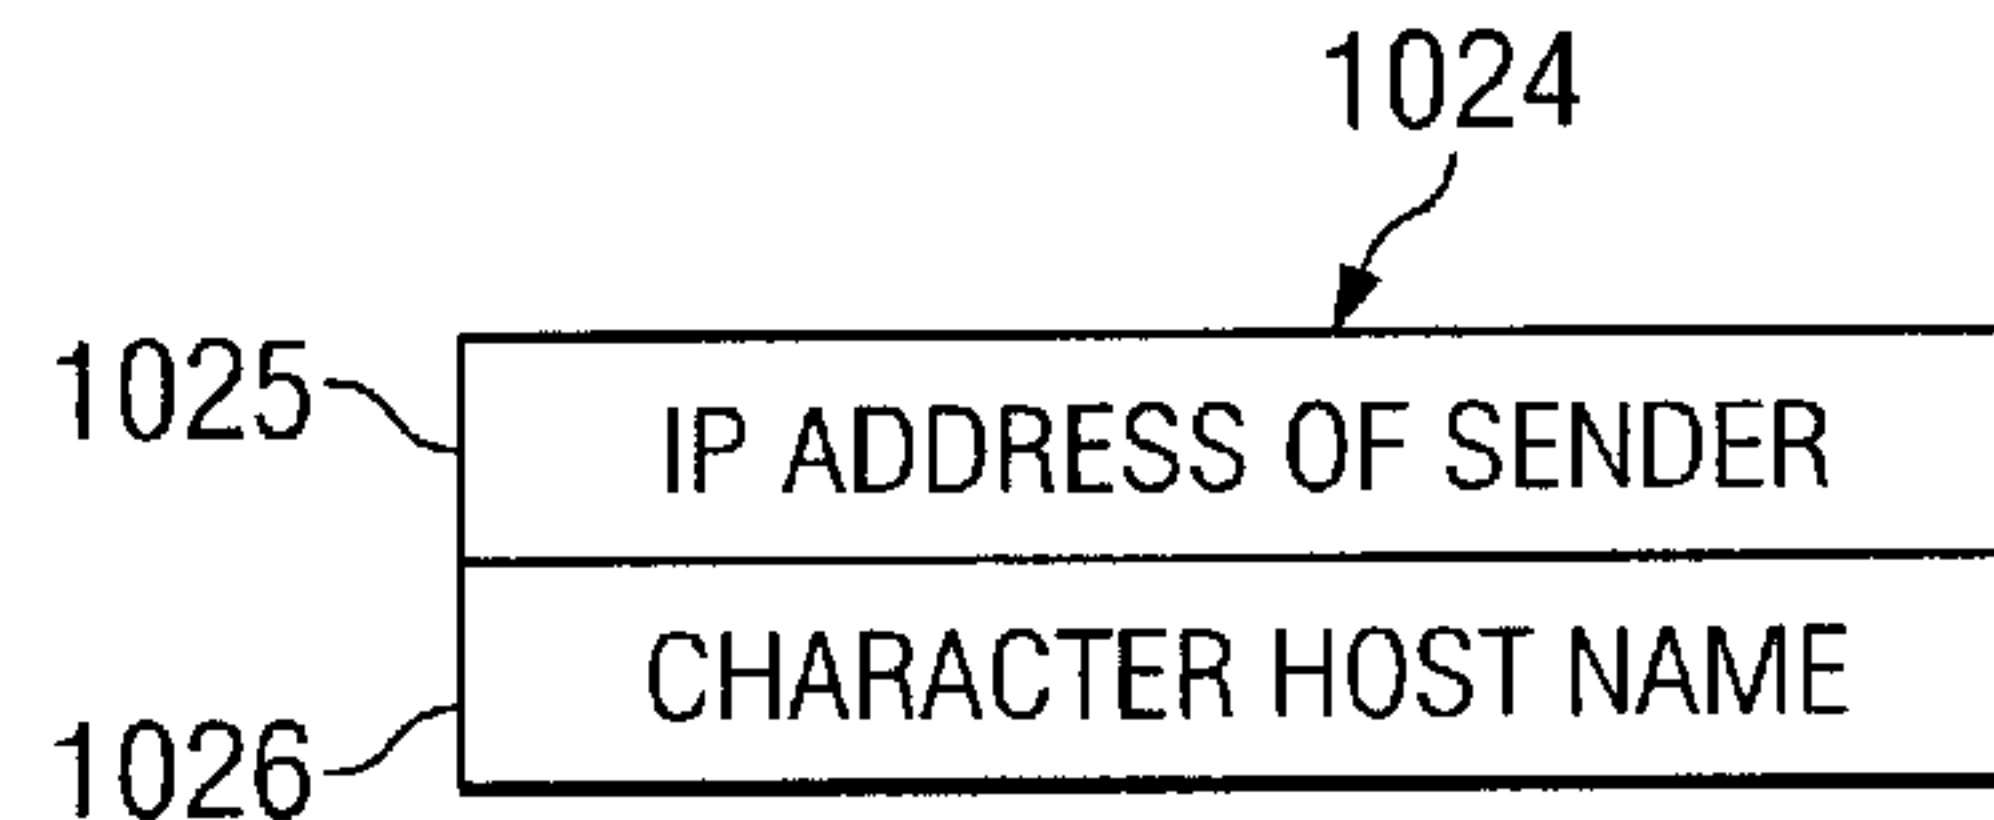 1024
1025
IP ADDRESS OF SENDER
CHARACTER HOST NAME
1026